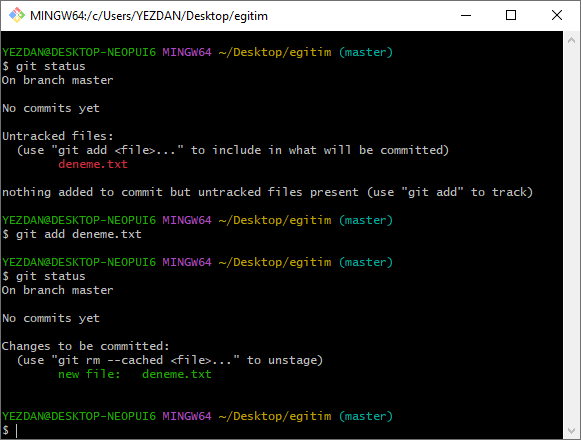 MINGW64:/c/Users/YEZDAN/Desktop/egitim
YEZDAN@DESKTOP-NEOPUI6 MINGW64 ~/Desktop/egitim (master)
$ git status
On branch master
No commits yet
Untracked files:
(use "git add <file>..." to include in what will be committed)
deneme.txt
nothing added to commit but untracked files present (use "git add" to track)
YEZDAN@DESKTOP-NEOPUI6 MINGW64 ~/Desktop/egitim (master)
$ git add deneme.txt
YEZDAN@DESKTOP-NEOPUI6 MINGW64 ~/Desktop/egitim (master)
$ git status
On branch master
No commits yet
Changes to be committed:
(use "git rm --cached <file>..." to unstage)
new file:   deneme.txt
YEZDAN@DESKTOP-NEOPUI6 MINGW64 ~/Desktop/egitim (master)
$